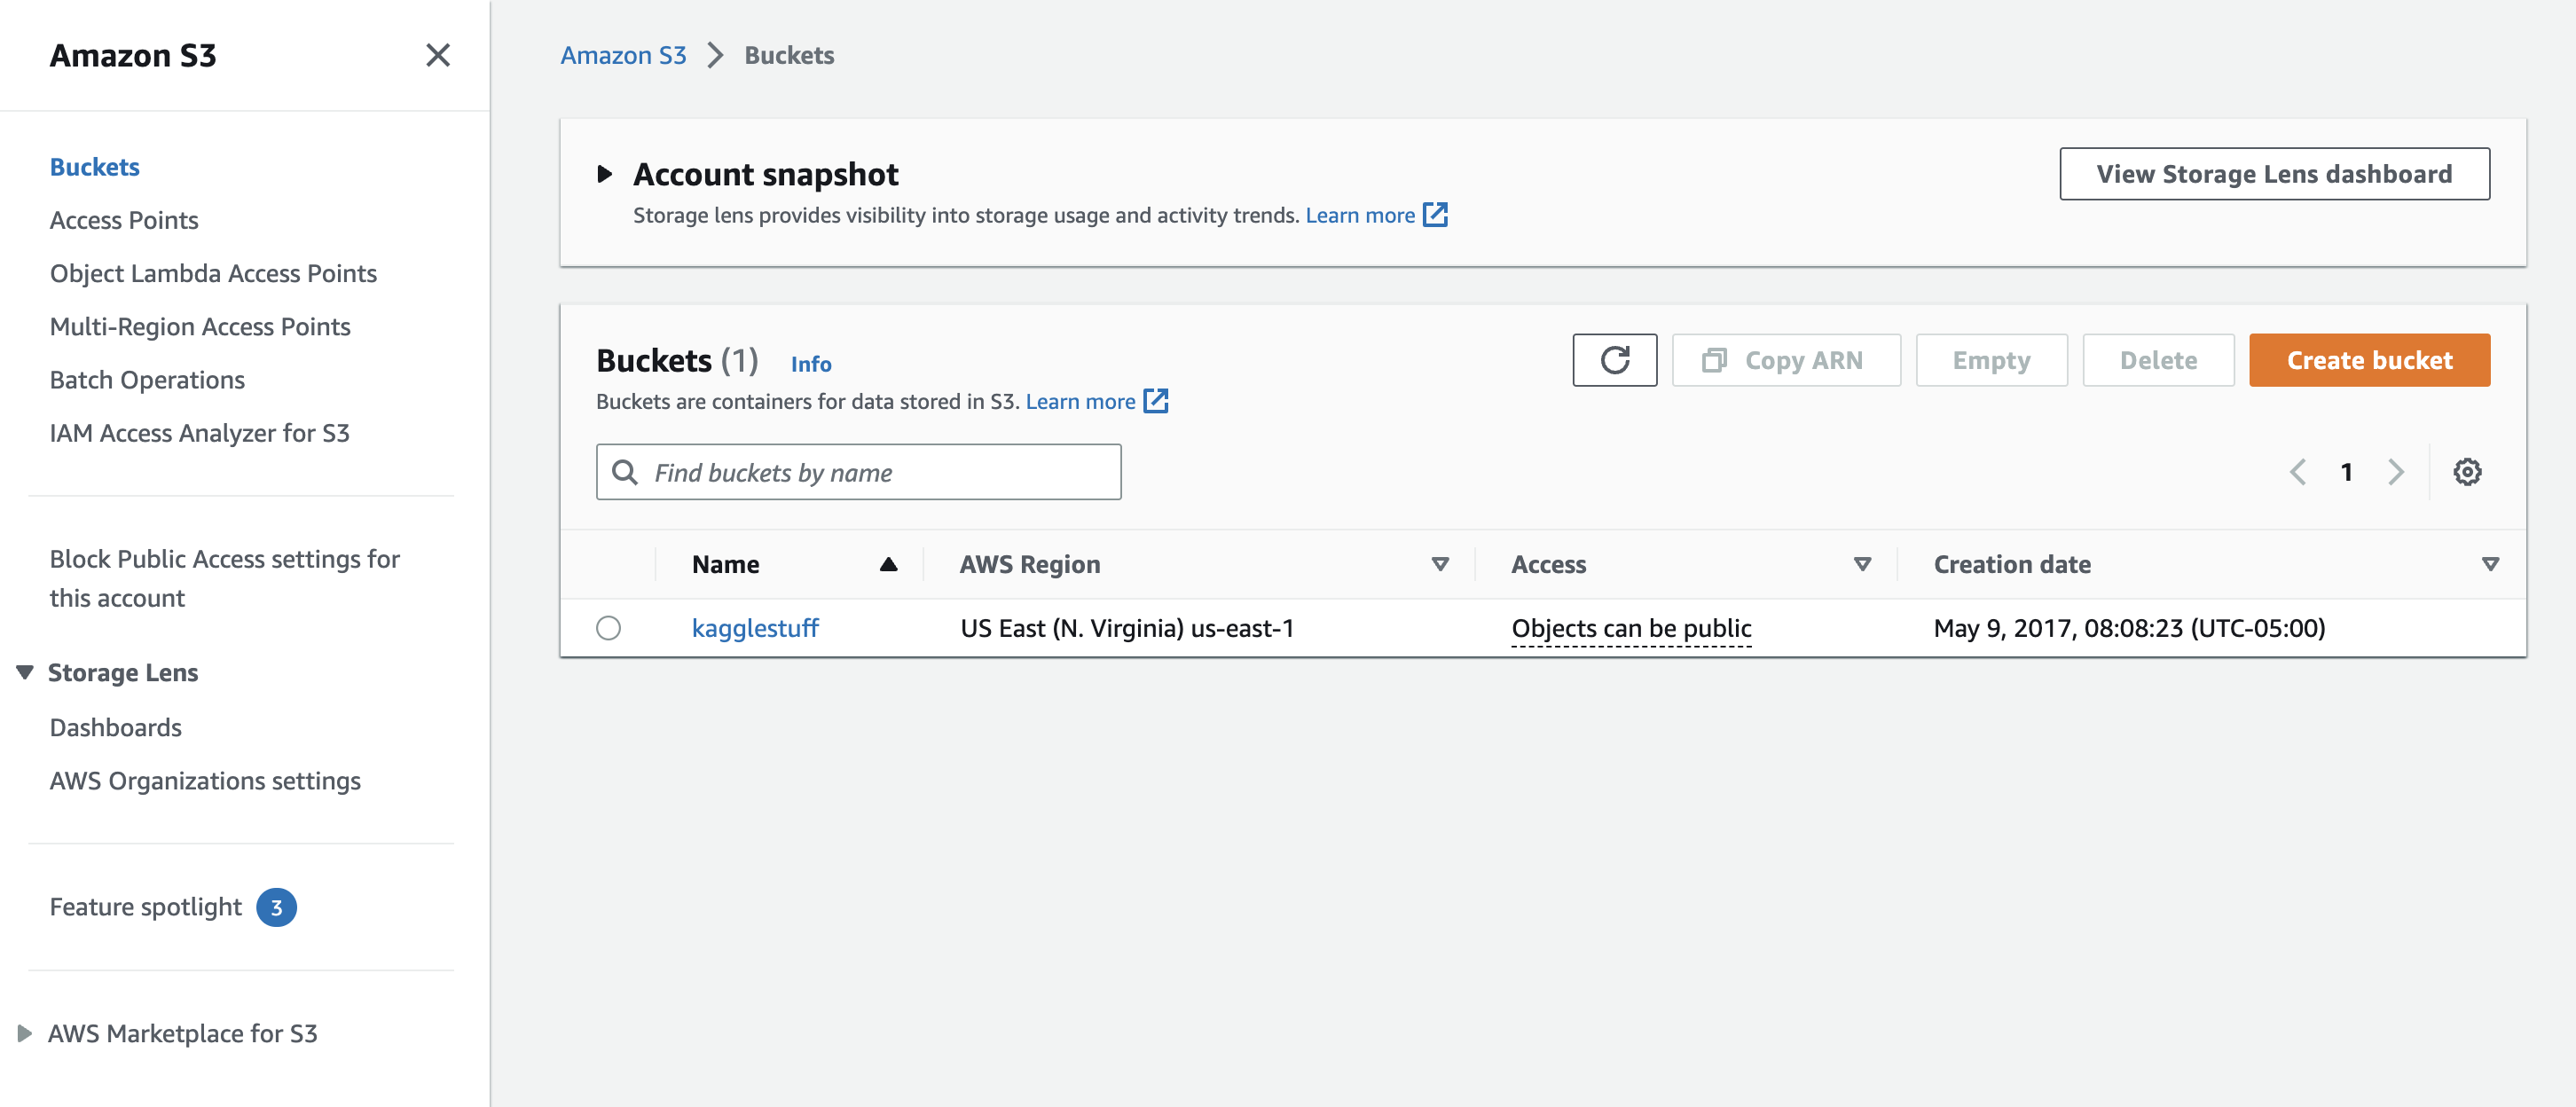 Amazon S3
Buckets
Access Points
Object Lambda Access Points
Multi-Region Access Points
Batch Operations
IAM Access Analyzer for S3
Block Public Access settings for
this account
Storage Lens
Dashboards
AWS Organizations settings
Feature spotlight 3
AWS Marketplace for S3
Amazon S3 Buckets
Account snapshot
View Storage Lens dashboard
Storage lens provides visibility into storage usage and activity trends. Learn more
Buckets (1) Info
Copy ARN Empty Delete Create bucket
Buckets are containers for data stored in S3. Learn more
Find buckets by name
1
Name AWS Region Access Creation date
kagglestuff US East (N. Virginia) us-east-1 Objects can be public May 9, 2017, 08:08:23 (UTC-05:00)